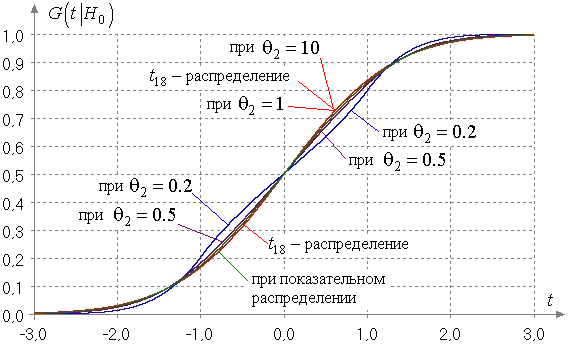 G(t|H₀)
1,0
0,9
0,8
0,7
0,6
0,5
0,4
0,3
0,2
0,1
0,0
при θ₂ = 10
t₁₈ – распределение
при θ₂ = 1
при θ₂ = 0.2
при θ₂ = 0.5
при θ₂ = 0.2
при θ₂ = 0.5
t₁₈ – распределение
при показательном
распределении
-3,0 -2,0 -1,0 0,0 1,0 2,0 3,0
t